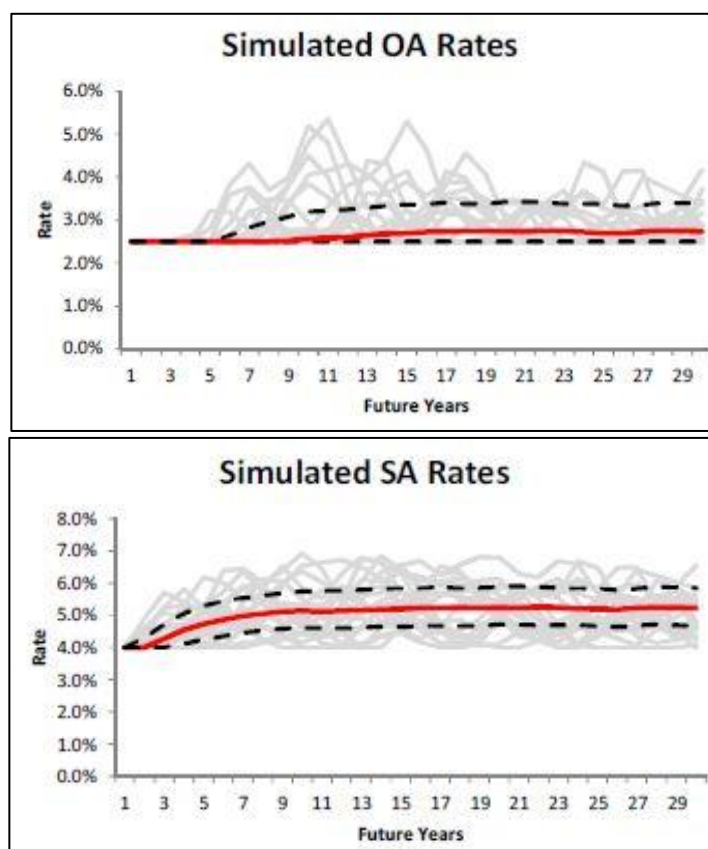 Simulated OA Rates
6.0%
5.0%
4.0%
3.0%
2.0%
1.0%
0.0%
Rate
1 3 5 7 9 11 13 15 17 19 21 23 25 27 29
Future Years
Simulated SA Rates
8.0%
7.0%
6.0%
5.0%
4.0%
3.0%
2.0%
1.0%
0.0%
Rate
1 3 5 7 9 11 13 15 17 19 21 23 25 27 29
Future Years